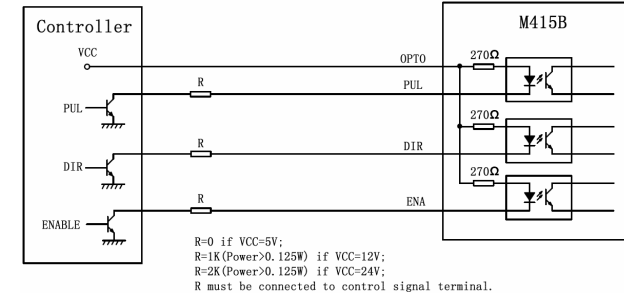 Controller
M415B
VCC
OPTO
270Ω
PUL
R
PUL
270Ω
DIR
R
DIR
270Ω
ENA
R
ENABLE
R=0 if VCC=5V;
R=1K(Power>0.125W) if VCC=12V;
R=2K(Power>0.125W) if VCC=24V;
R must be connected to control signal terminal.